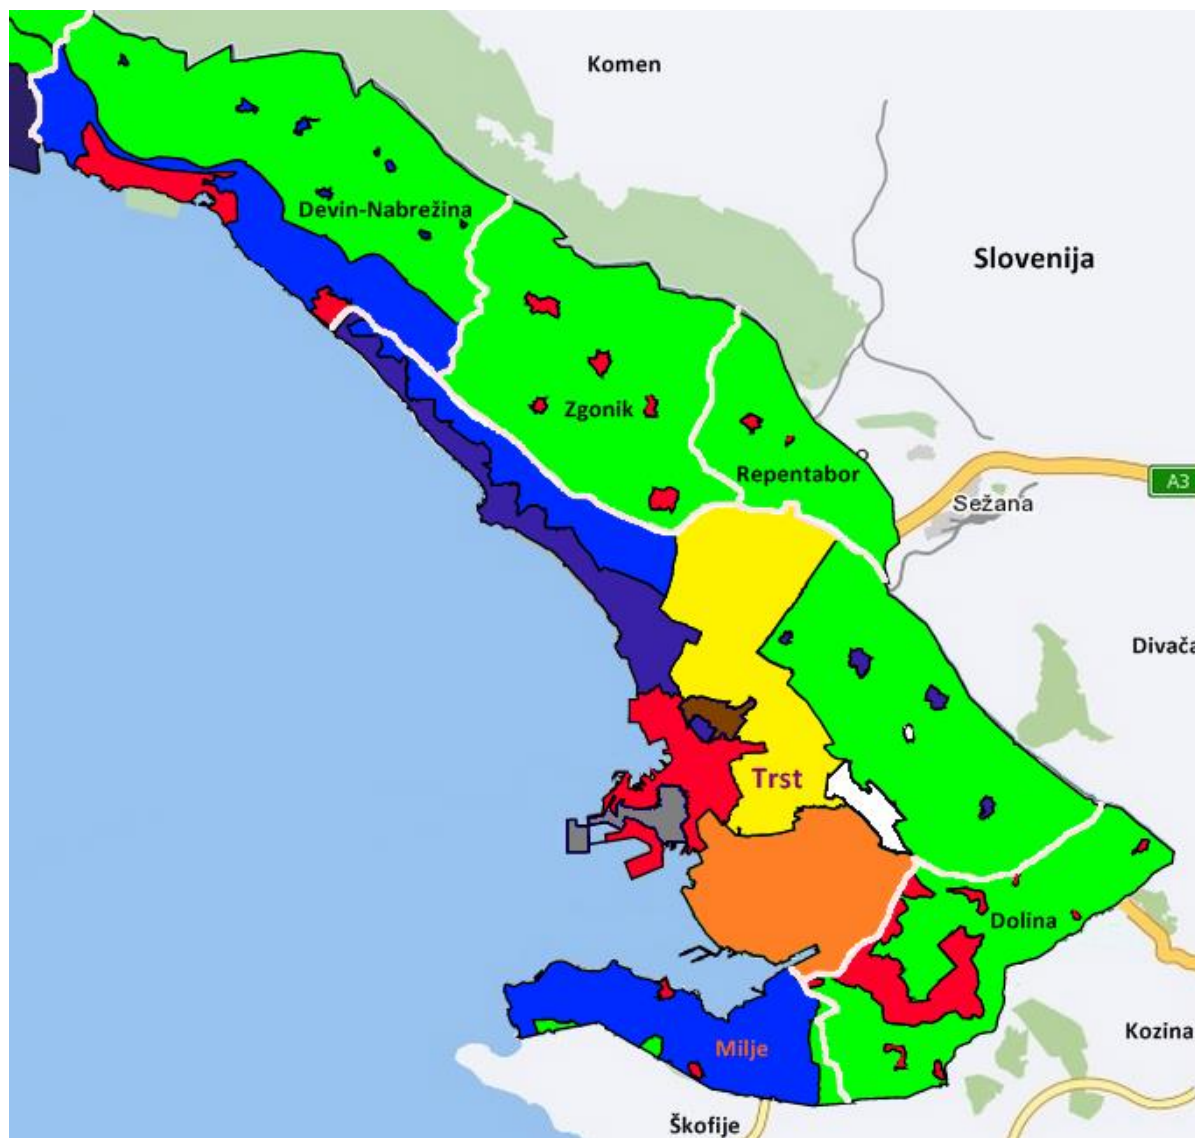 Komen
Devin-Nabrežina
Slovenija
Zgonik
Repentabor
A3
Sežana
Divača
Trst
Dolina
Kozina
Milje
Škofije